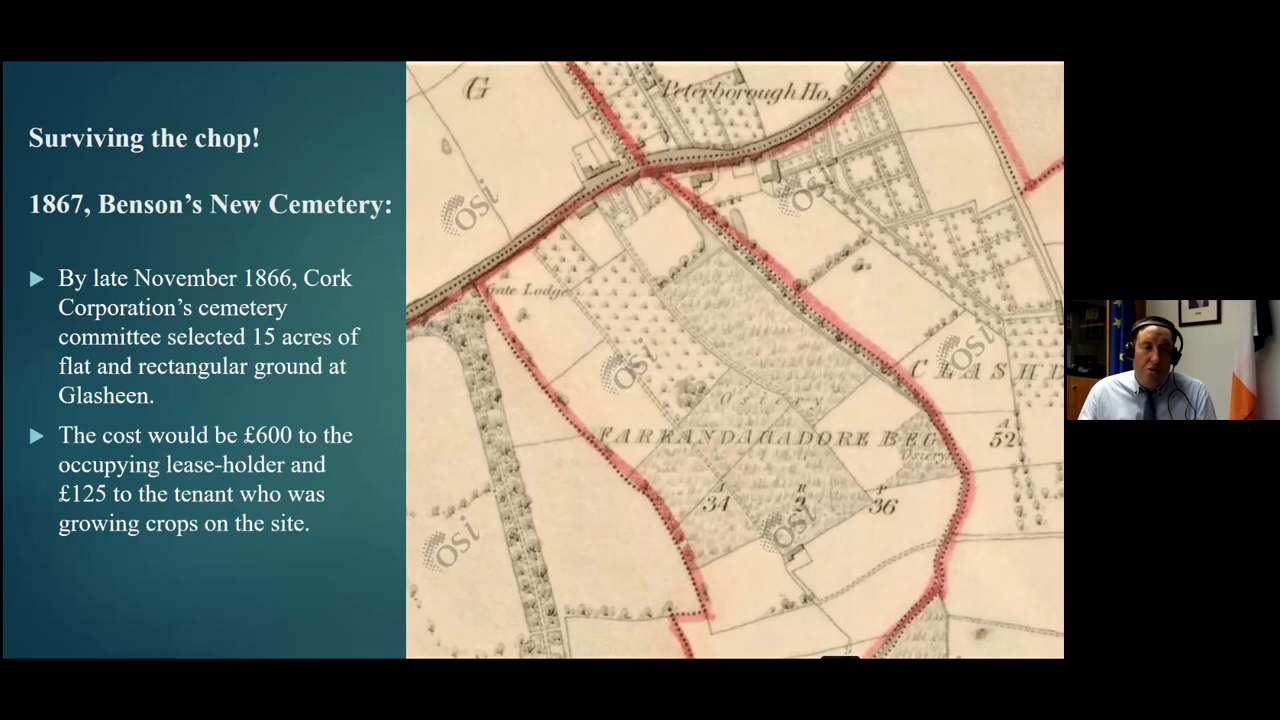 Surviving the chop!
1867, Benson's New Cemetery:
By late November 1866, Cork
Corporation's cemetery
committee selected 15 acres of
flat and rectangular ground at
Glasheen.
The cost would be £600 to the
occupying lease-holder and
£125 to the tenant who was
growing crops on the site.
G
Peterborough Ho.
osi
osi
Gate Lodge
osi
osi
CLASHD
Osiery
FARRANDAHADORE BEG
A
52
Osiery
A R P
34 2 36
osi
osi